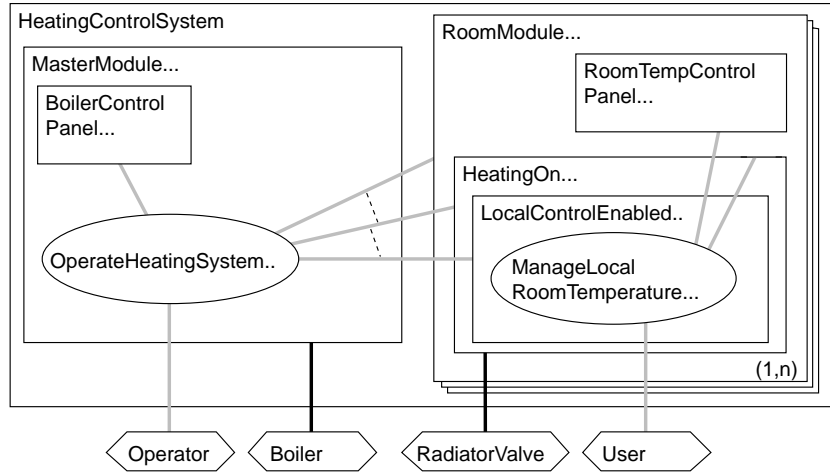 HeatingControlSystem
MasterModule...
BoilerControl
Panel...
OperateHeatingSystem..
RoomModule...
RoomTempControl
Panel...
HeatingOn...
LocalControlEnabled..
ManageLocal
RoomTemperature...
(1,n)
Operator
Boiler
RadiatorValve
User